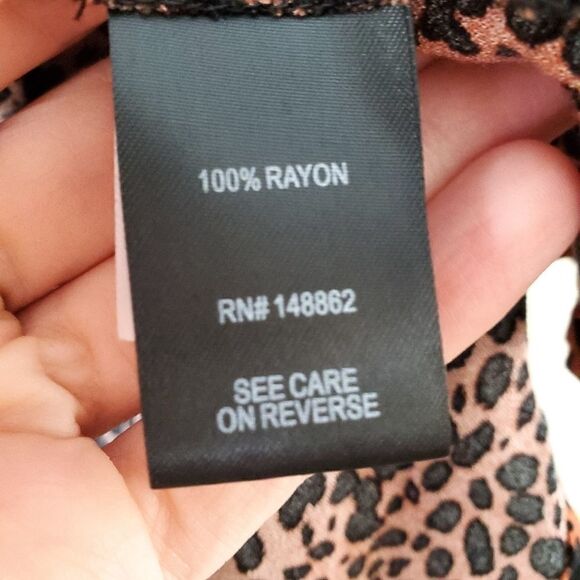 100% RAYON
RN# 148862
SEE CARE
ON REVERSE